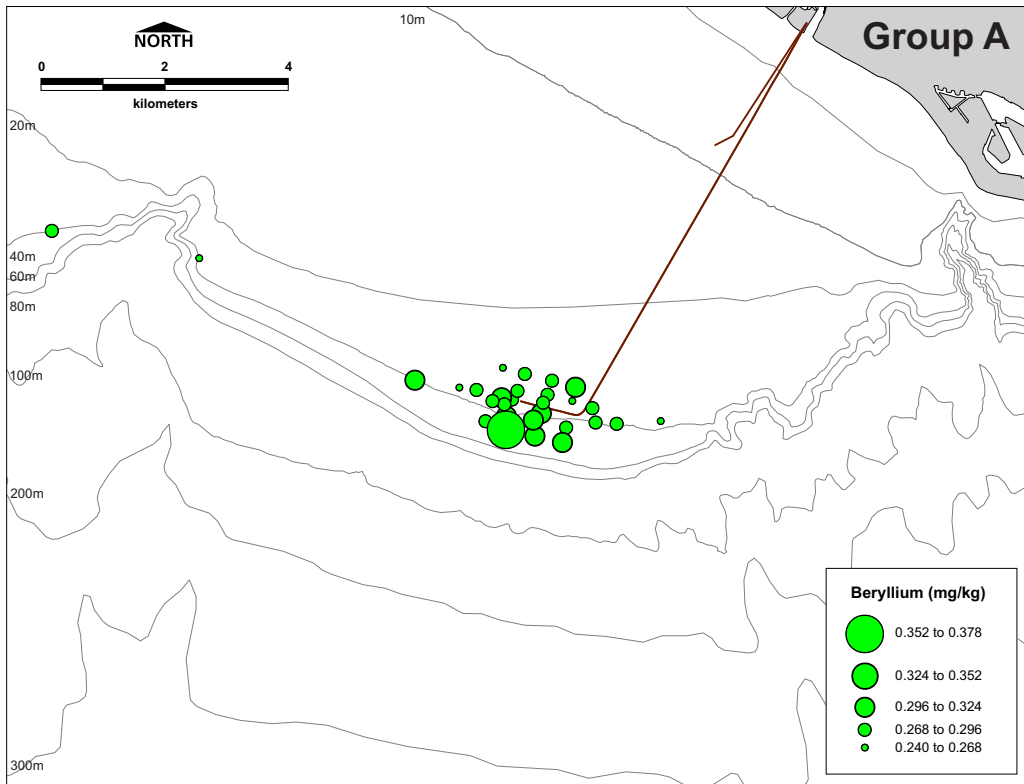 10m
Group A
NORTH
0 2 4
kilometers
20m
40m
60m
80m
100m
200m
300m
Beryllium (mg/kg)
0.352 to 0.378
0.324 to 0.352
0.296 to 0.324
0.268 to 0.296
0.240 to 0.268